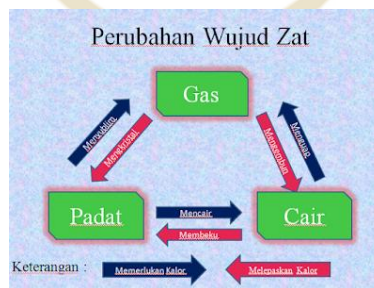 Perubahan Wujud Zat
Gas
Menyublim
Mengkristal
Mengembun
Menguap
Padat
Mencair
Membeku
Cair
Keterangan :
Memerlukan Kalor
Melepaskan Kalor